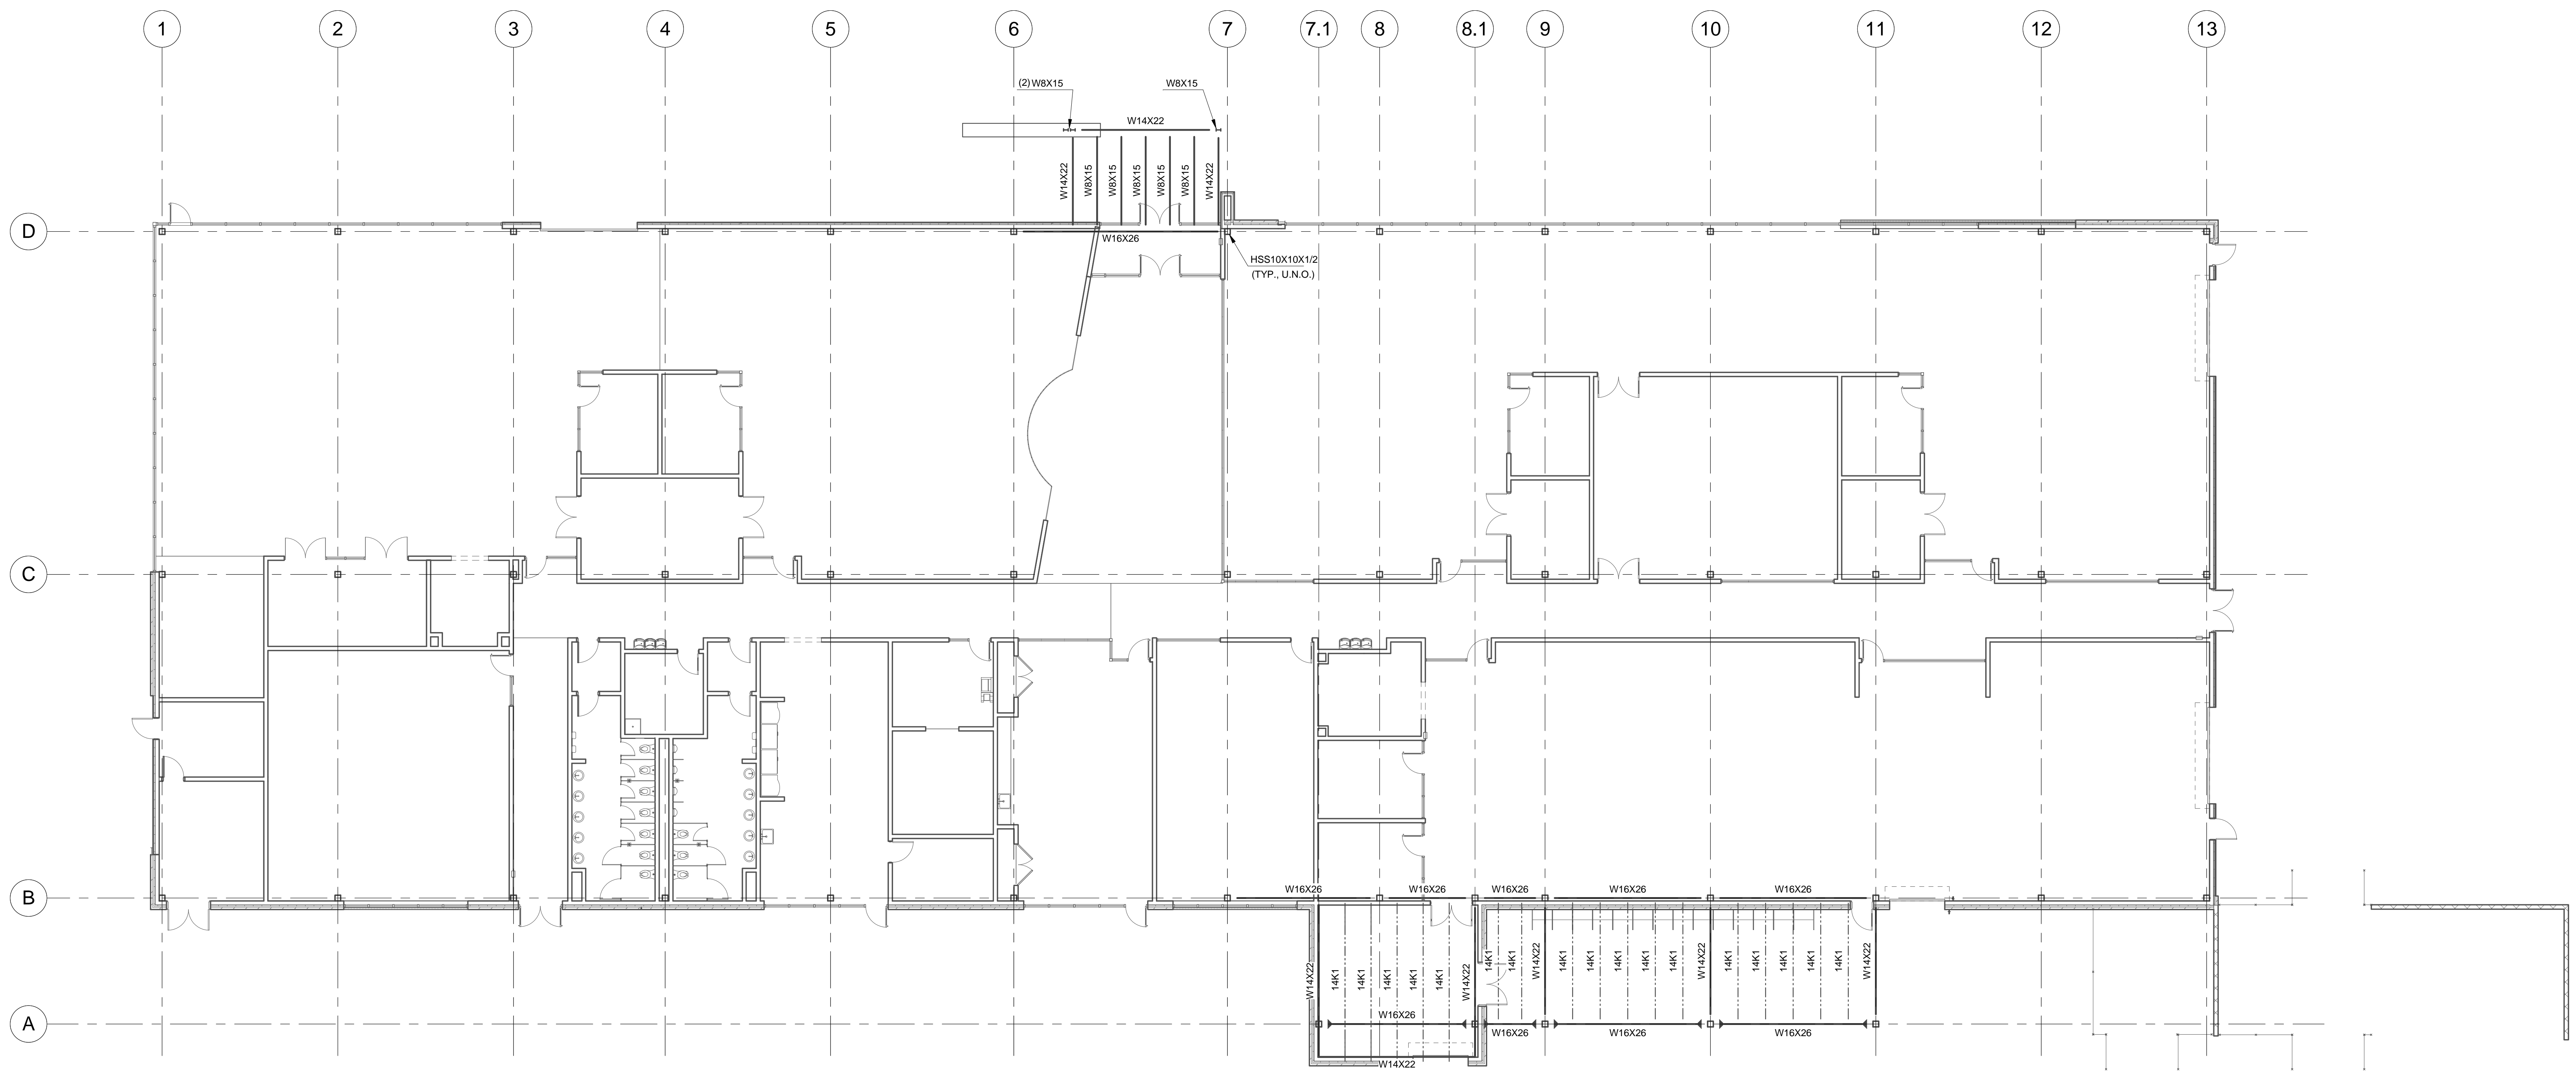 1 2 3 4 5 6 7 7.1 8 8.1 9 10 11 12 13
(2) W8X15
W8X15
W14X22
W14X22 W8X15 W8X15 W8X15 W8X15 W8X15 W14X22
D
W16X26
HSS10X10X1/2
(TYP., U.N.O.)
C
B
W16X26 W16X26 W16X26 W16X26 W16X26
14K1 14K1 W14X22 14K1 14K1 14K1 14K1 14K1 W14X22 14K1 14K1 14K1 14K1 14K1 W14X22
W14X22 14K1 14K1 14K1 14K1 14K1 W14X22
A
W16X26
W16X26 W16X26 W16X26
W14X22